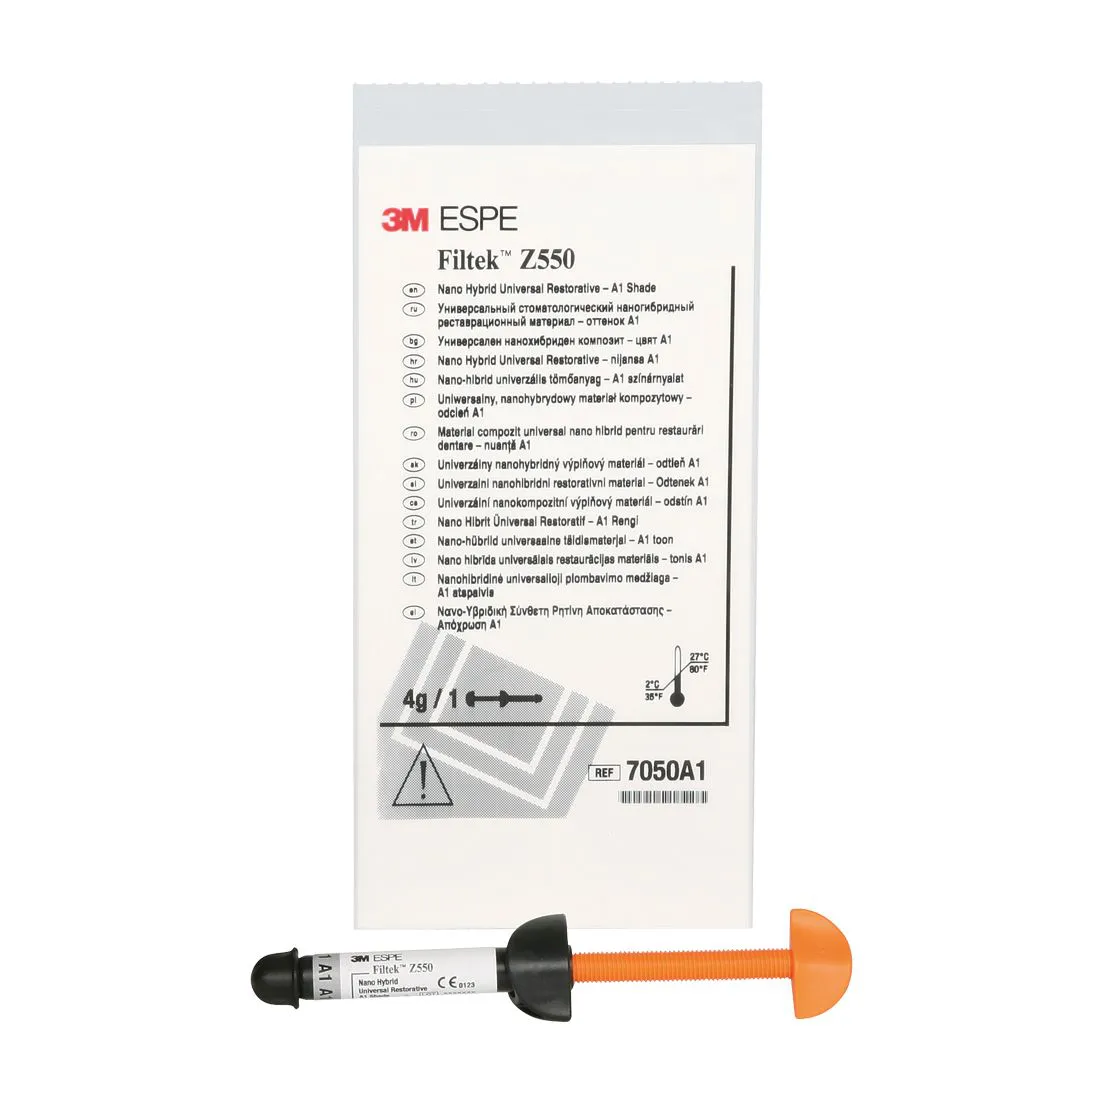 3M ESPE
Filtek™ Z550
en Nano Hybrid Universal Restorative – A1 Shade
ru Универсальный стоматологический наногибридный
реставрационный материал – оттенок A1
bg Универсален нанохибриден композит – цвят A1
hr Nano Hybrid Universal Restorative – nijansa A1
hu Nano-hibrid univerzális tömőanyag – A1 színárnyalat
pl Uniwersalny, nanohybrydowy materiał kompozytowy –
odcień A1
ro Material compozit universal nano hibrid pentru restaurări
dentare – nuanţă A1
sk Univerzálny nanohybridný výplňový materiál – odtieň A1
sl Univerzalni nanohibridni restorativni material – Odtenek A1
cs Univerzální nanokompozitní výplňový materiál – odstín A1
tr Nano Hibrit Üniversal Restoratif – A1 Rengi
et Nano-hübriid universaalne täidismaterjal – A1 toon
lv Nano hibrīda universālais restaurācijas materiāls – tonis A1
lt Nanohibridinė universalioji plombavimo medžiaga –
A1 atspalvis
el Νανο-Υβριδική Σύνθετη Ρητίνη Αποκατάστασης –
Απόχρωση A1
27°C
80°F
2°C
35°F
4g / 1
!
REF 7050A1
3M ESPE
Filtek™ Z550
Nano Hybrid
Universal Restorative
A1 Shade
CE 0123
1 A1 A
LOT